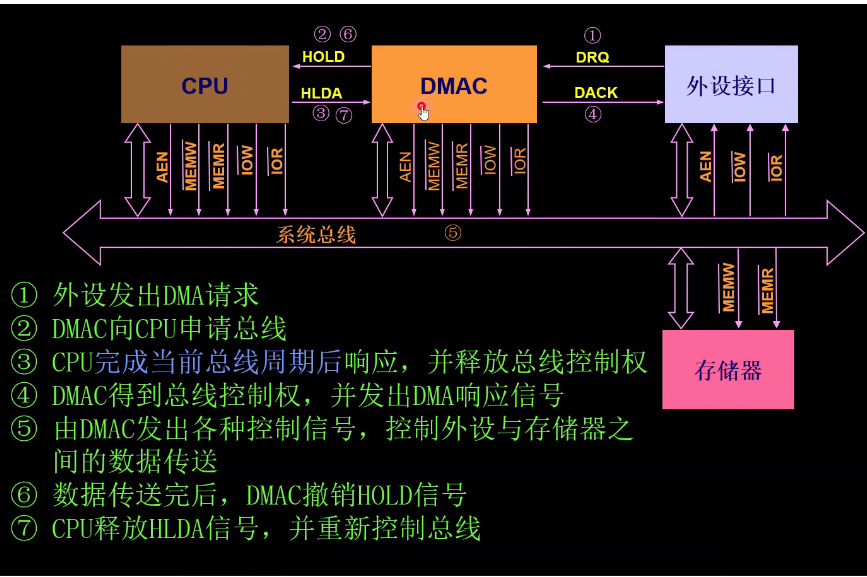 ② ⑥
①
HOLD
DRQ
CPU
DMAC
外设接口
HLDA
DACK
③ ⑦
④
AEN
MEMW
MEMR
IOW
IOR
AEN
MEMW
MEMR
IOW
IOR
AEN
IOW
IOR
系统总线
⑤
MEMW
MEMR
存储器
① 外设发出DMA请求
② DMAC向CPU申请总线
③ CPU完成当前总线周期后响应，并释放总线控制权
④ DMAC得到总线控制权，并发出DMA响应信号
⑤ 由DMAC发出各种控制信号，控制外设与存储器之
间的数据传送
⑥ 数据传送完后，DMAC撤销HOLD信号
⑦ CPU释放HLDA信号，并重新控制总线